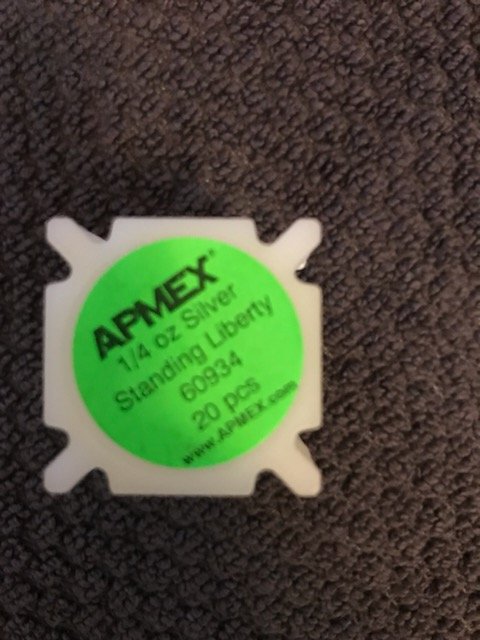 APMEX®
1/4 oz Silver
Standing Liberty
60934
20 pcs
www.APMEX.com